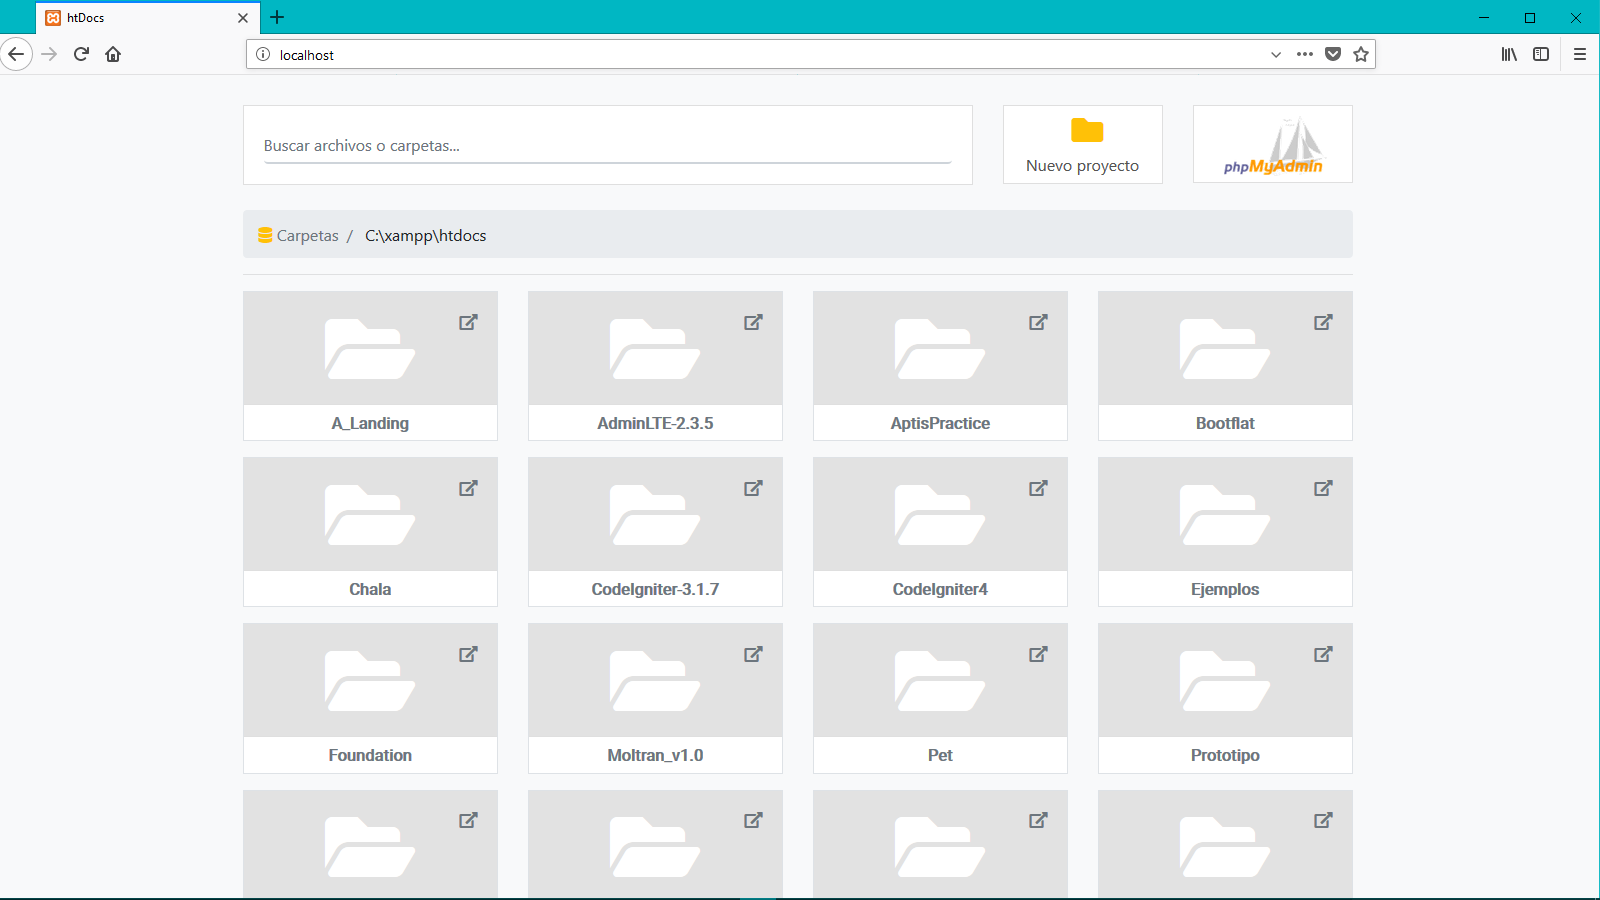 htDocs
localhost
Buscar archivos o carpetas...
Nuevo proyecto
phpMyAdmin
Carpetas / C:\xampp\htdocs
A_Landing
AdminLTE-2.3.5
AptisPractice
Bootflat
Chala
CodeIgniter-3.1.7
CodeIgniter4
Ejemplos
Foundation
Moltran_v1.0
Pet
Prototipo